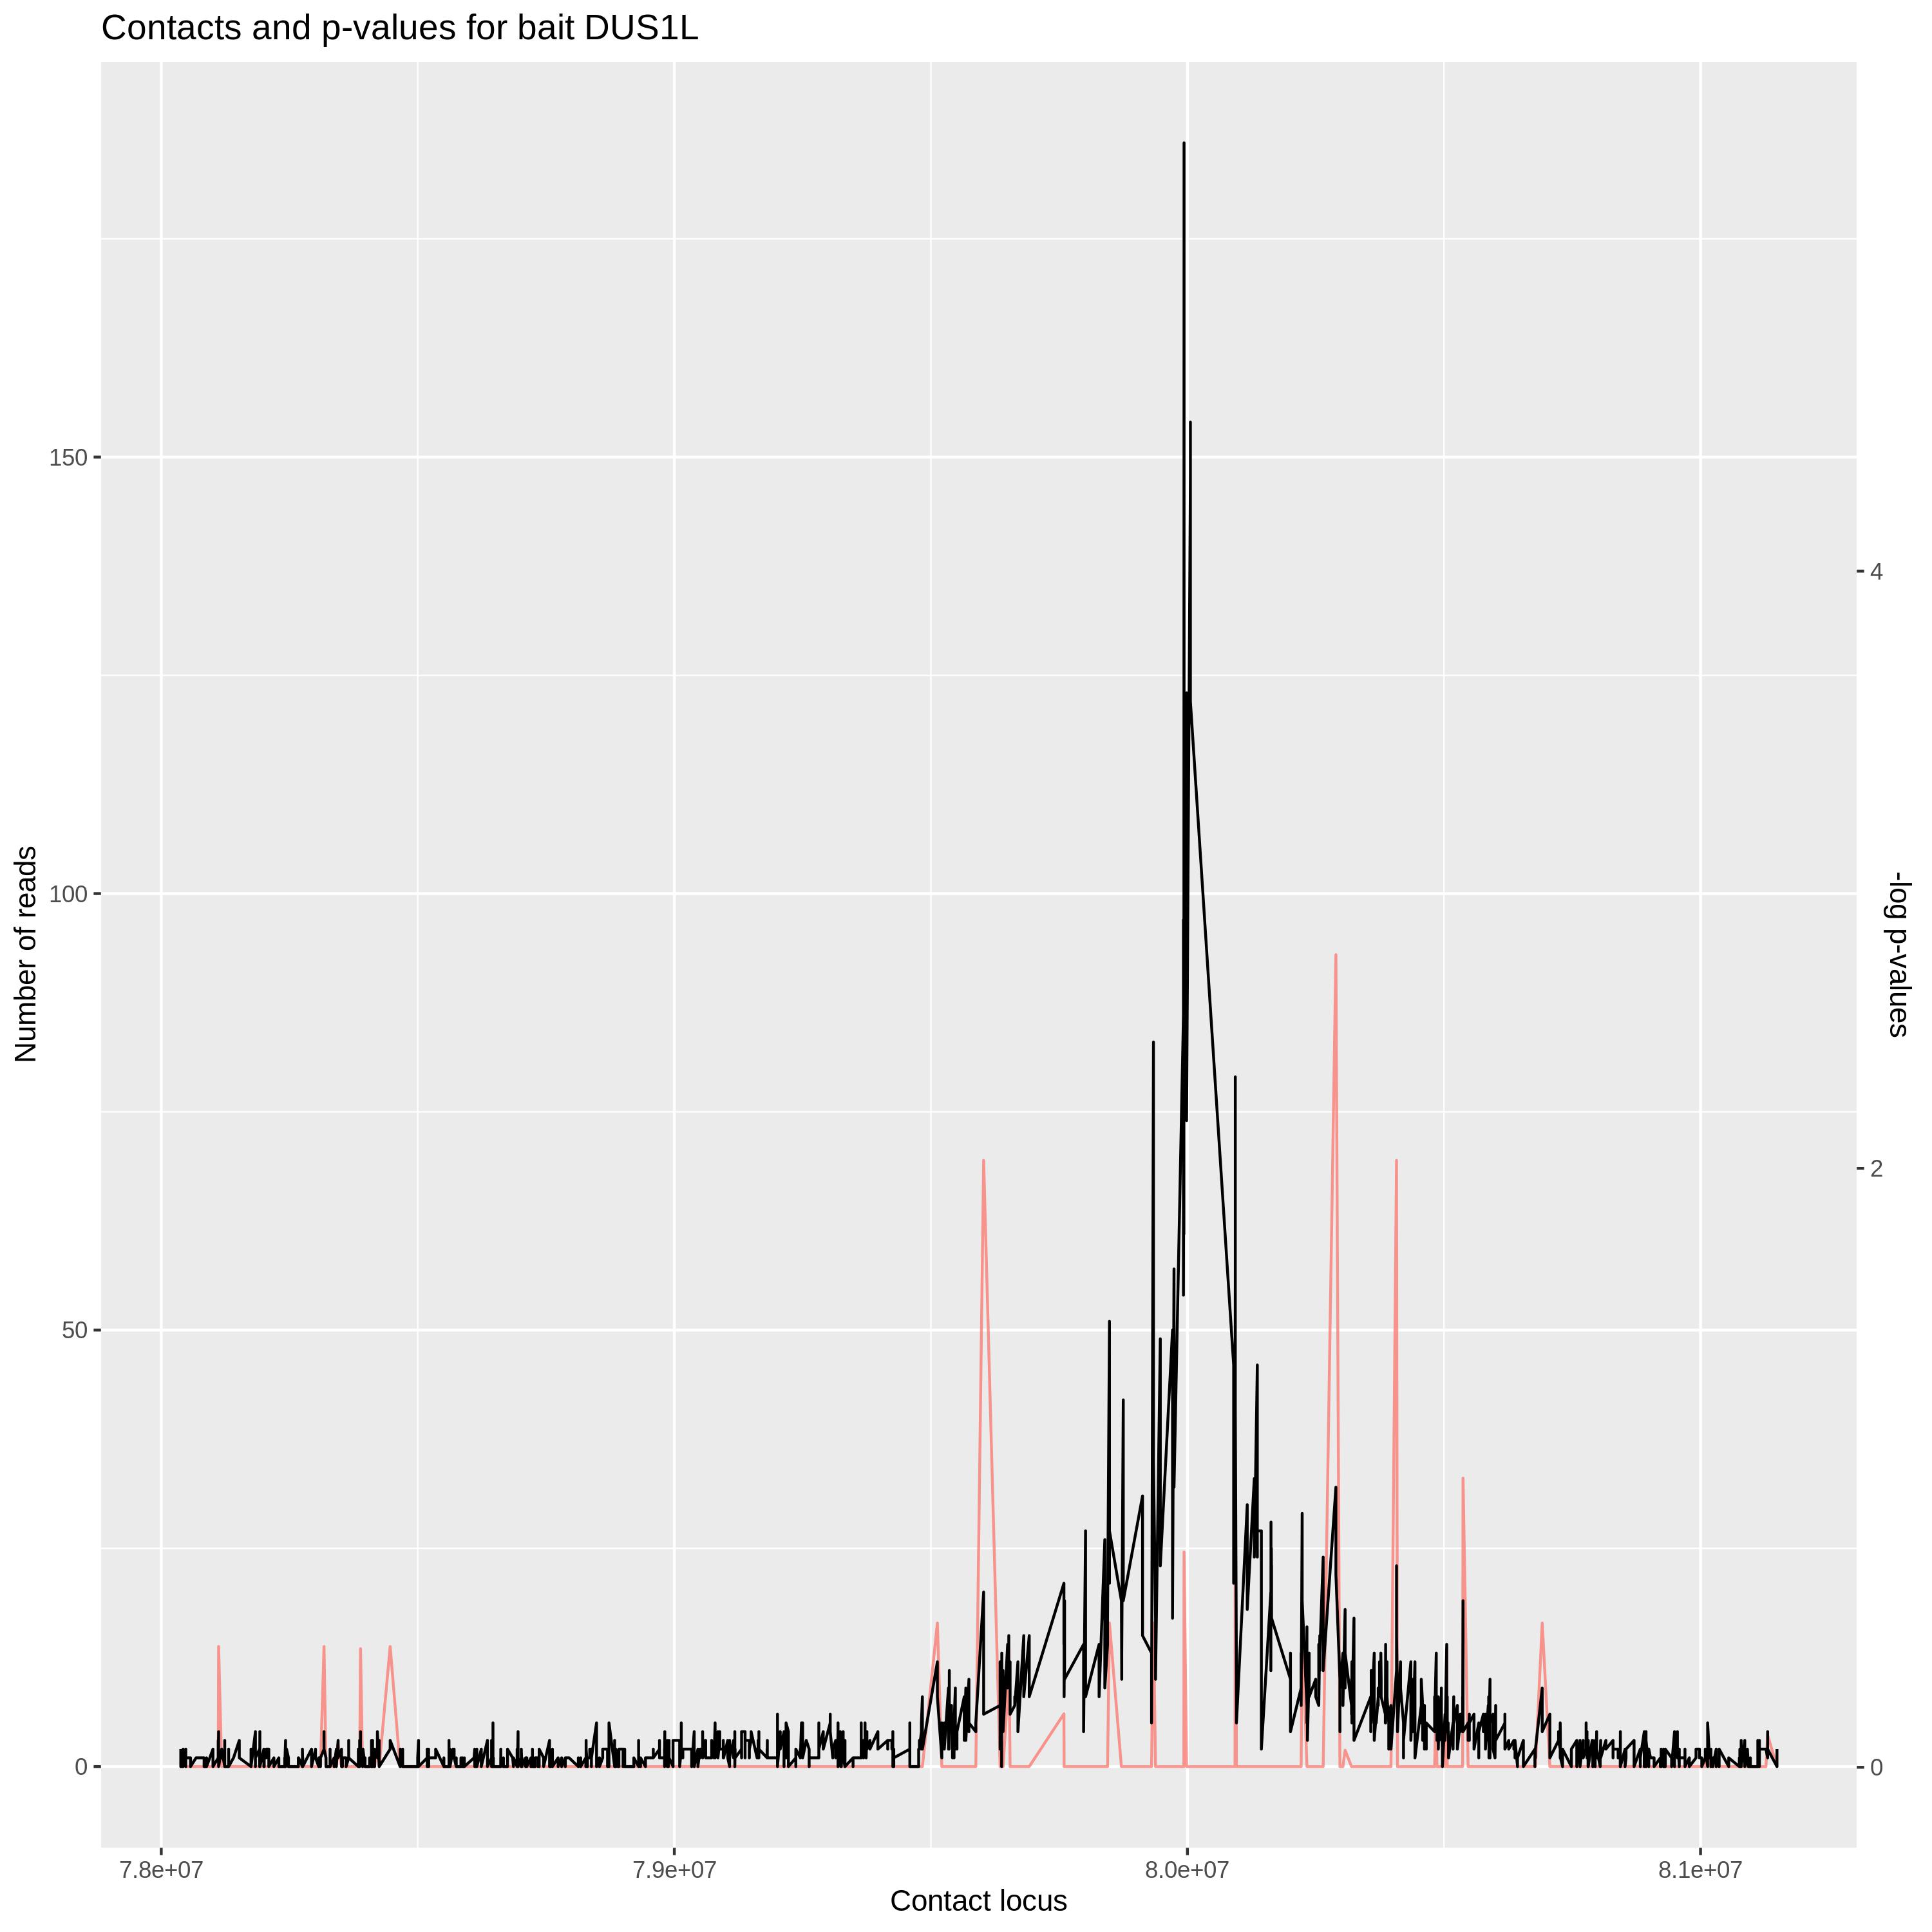 Contacts and p-values for bait DUS1L
Number of reads
150
100
50
0
4
2
0
-log p-values
7.8e+07
7.9e+07
8.0e+07
8.1e+07
Contact locus